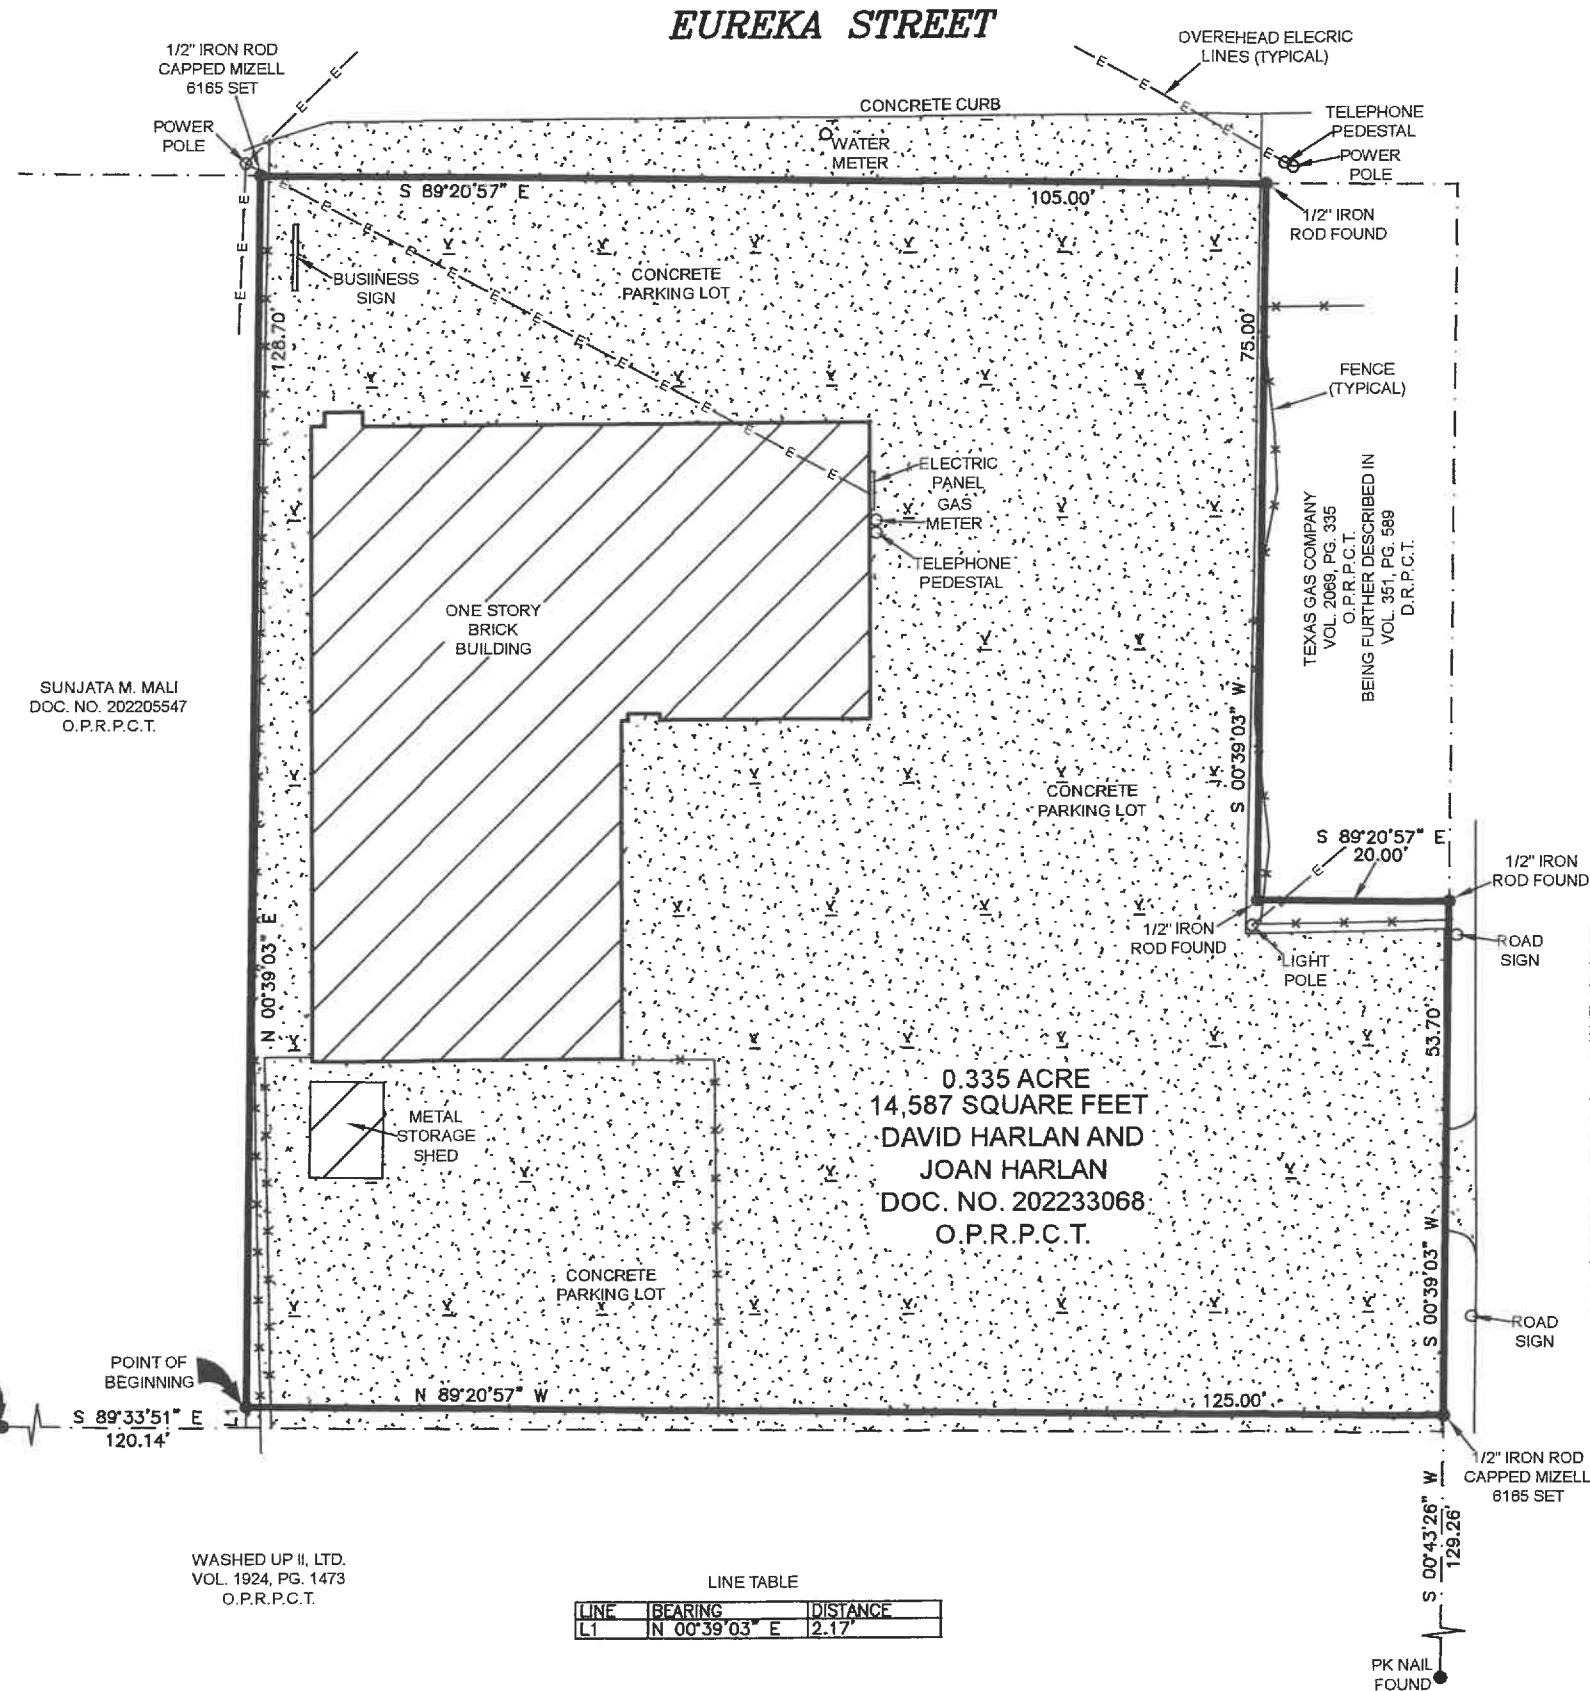 EUREKA STREET
1/2" IRON ROD
CAPPED MIZELL
6165 SET
OVEREHEAD ELECRIC
LINES (TYPICAL)
CONCRETE CURB
POWER
POLE
WATER
METER
TELEPHONE
PEDESTAL
POWER
POLE
S 89°20'57" E
105.00'
1/2" IRON
ROD FOUND
BUSIINESS
SIGN
CONCRETE
PARKING LOT
128.70'
75.00'
FENCE
(TYPICAL)
ELECTRIC
PANEL
GAS
METER
TELEPHONE
PEDESTAL
TEXAS GAS COMPANY
VOL. 2069, PG. 335
O.P.R.P.C.T.
BEING FURTHER DESCRIBED IN
VOL. 351, PG. 589
D.R.P.C.T.
ONE STORY
BRICK
BUILDING
SUNJATA M. MALI
DOC. NO. 202205547
O.P.R.P.C.T.
S 00°39'03" W
CONCRETE
PARKING LOT
S 89°20'57" E
20.00'
1/2" IRON
ROD FOUND
1/2" IRON
ROD FOUND
N 00°39'03" E
LIGHT
POLE
ROAD
SIGN
53.70'
0.335 ACRE
14,587 SQUARE FEET
DAVID HARLAN AND
JOAN HARLAN
DOC. NO. 202233068
O.P.R.P.C.T.
METAL
STORAGE
SHED
S 00°39'03" W
CONCRETE
PARKING LOT
ROAD
SIGN
POINT OF
BEGINNING
N 89°20'57" W
125.00'
S 89°33'51" E
120.14'
L1
1/2" IRON ROD
CAPPED MIZELL
6165 SET
S 00°43'26" W
129.26'
WASHED UP II, LTD.
VOL. 1924, PG. 1473
O.P.R.P.C.T.
LINE TABLE
LINE BEARING DISTANCE
L1 N 00°39'03" E 2.17'
PK NAIL
FOUND